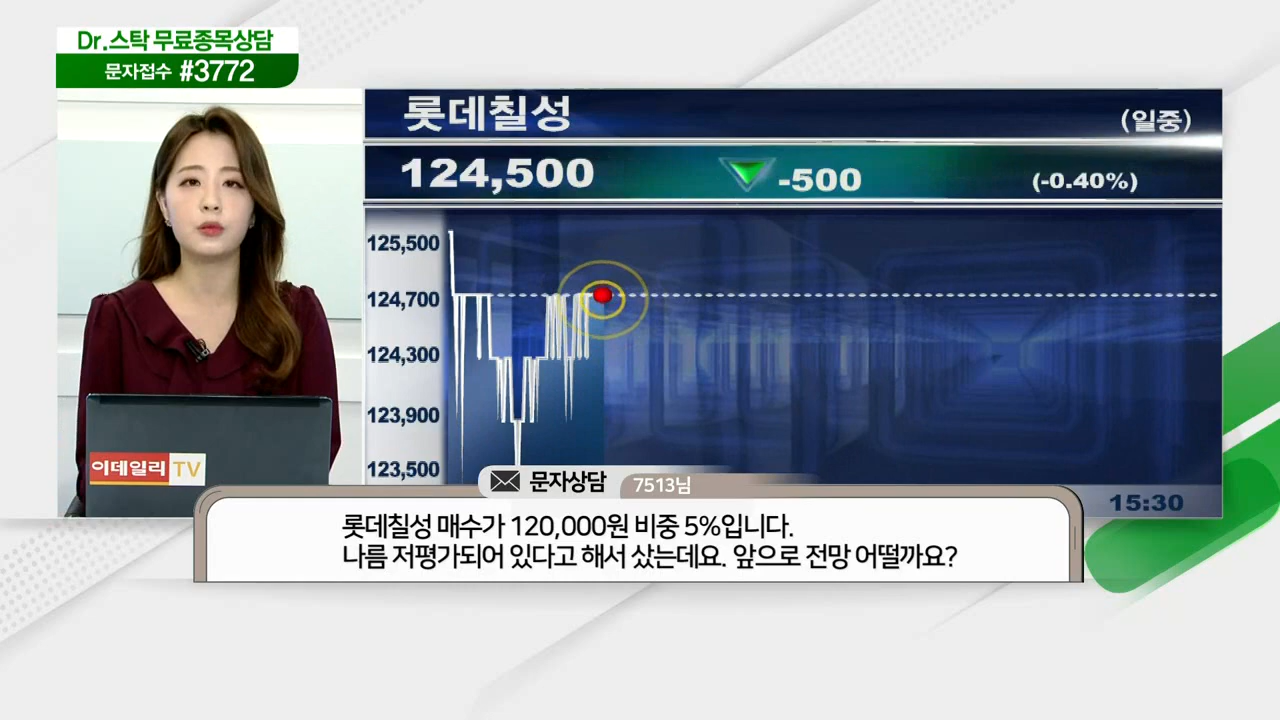 Dr.스탁 무료종목상담
문자접수 #3772
롯데칠성
(일중)
124,500 -500 (-0.40%)
125,500
124,700
124,300
123,900
123,500
15:30
이데일리 TV
문자상담 7513님
롯데칠성 매수가 120,000원 비중 5%입니다.
나름 저평가되어 있다고 해서 샀는데요. 앞으로 전망 어떨까요?